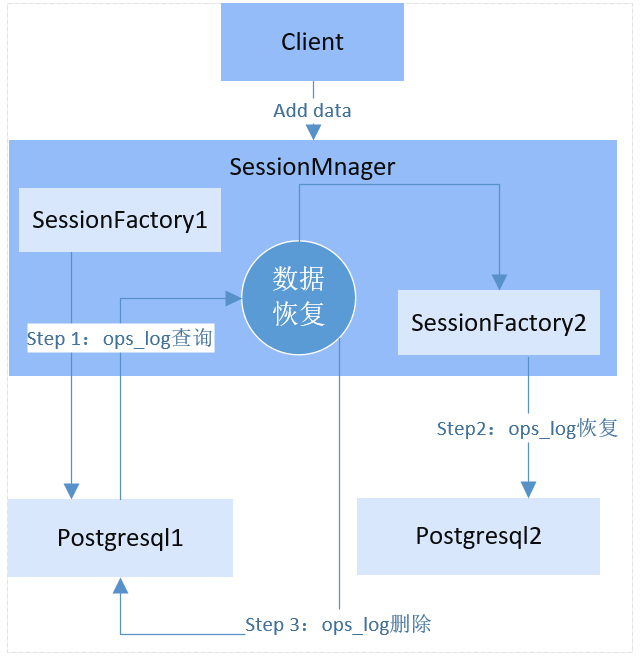 Client
Add data
SessionMnager
SessionFactory1
数据
恢复
SessionFactory2
Step 1：ops_log查询
Step2：ops_log恢复
Postgresql1
Postgresql2
Step 3：ops_log删除